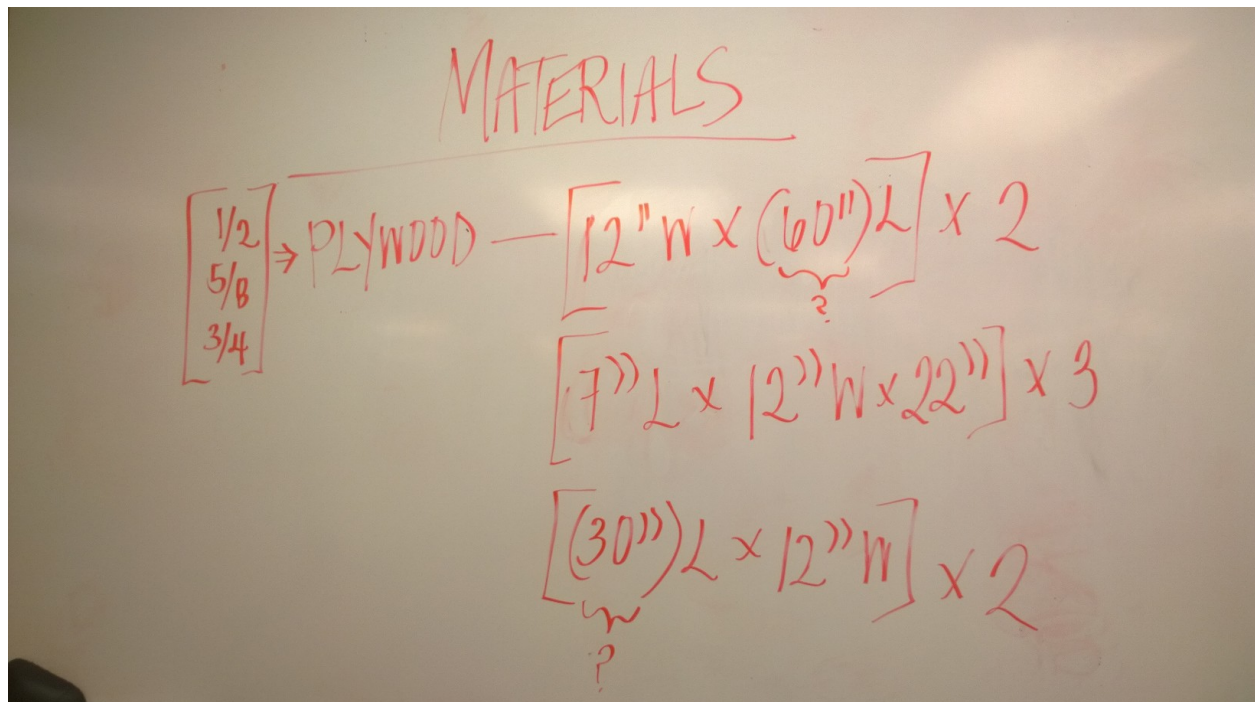 MATERIALS
[1/2 5/8 3/4] → PLYWOOD — [12"W x (60")L] x 2
?
[7"L x 12"W x 22"] x 3
[(30")L x 12"W] x 2
?